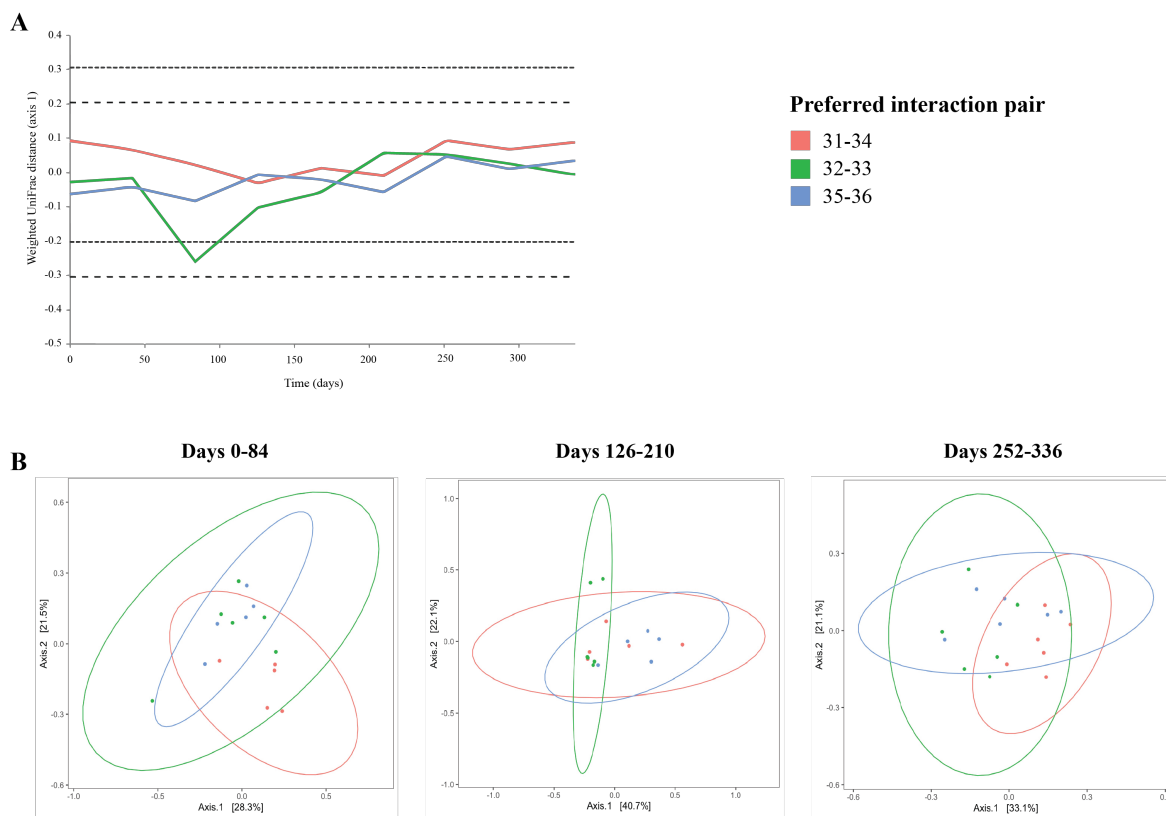 A
Weighted UniFrac distance (axis 1)
0.4
0.3
0.2
0.1
0.0
-0.1
-0.2
-0.3
-0.4
-0.5
0 50 100 150 200 250 300
Time (days)
Preferred interaction pair
31-34
32-33
35-36
B
Days 0-84
Axis.2 [21.5%]
0.6
0.3
0.0
-0.3
-0.6
-1.0 -0.5 0.0 0.5
Axis.1 [28.3%]
Days 126-210
Axis.2 [22.1%]
1.0
0.5
0.0
-0.5
-1.0
-1.0 -0.5 0.0 0.5 1.0
Axis.1 [40.7%]
Days 252-336
Axis.2 [21.1%]
0.3
0.0
-0.3
-0.6
-0.6 -0.3 0.0 0.3 0.6
Axis.1 [33.1%]